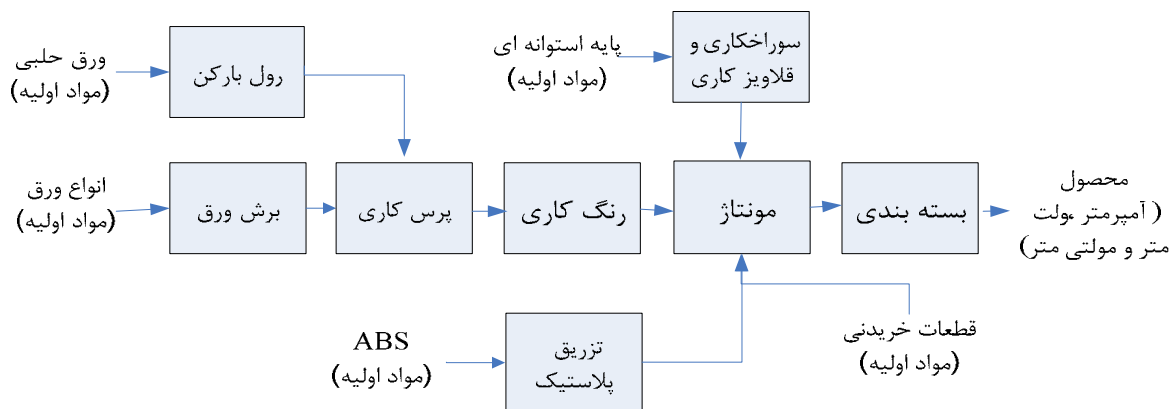 ورق حلبی
(مواد اولیه)
رول بازکن
پایه استوانه ای
(مواد اولیه)
سوراخکاری و
قلاویز کاری
انواع ورق
(مواد اولیه)
برش ورق
پرس کاری
رنگ کاری
مونتاژ
بسته بندی
محصول
( آمپرمتر ،ولت
متر و مولتی متر)
ABS
(مواد اولیه)
تزریق
پلاستیک
قطعات خریدنی
(مواد اولیه)